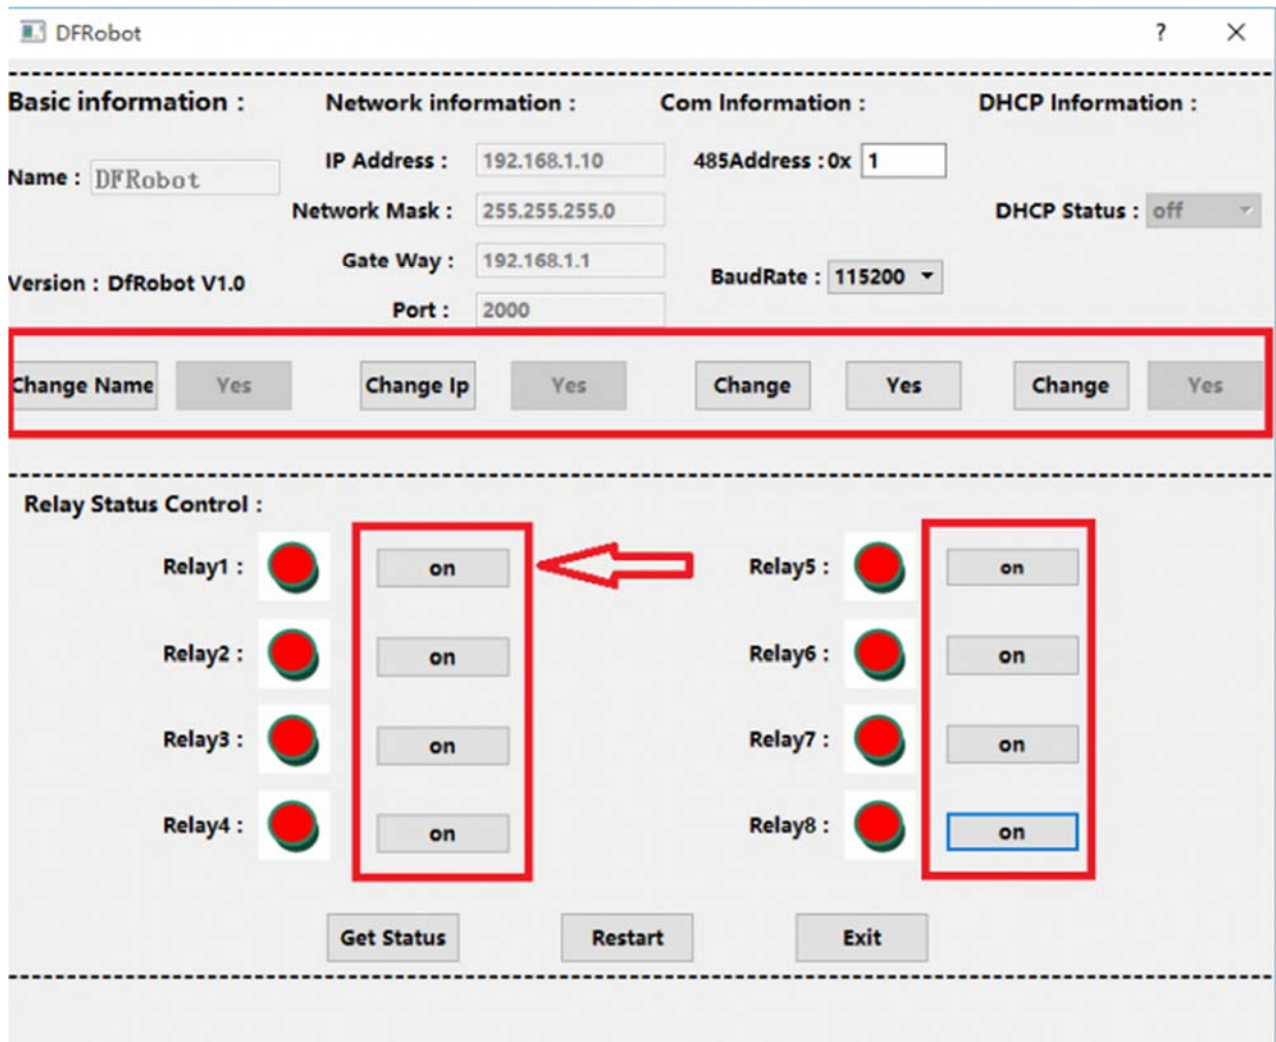 DFRobot ? ×
Basic information : Network information : Com Information : DHCP Information :
IP Address : 192.168.1.10 485Address : 0x 1
Name : DFRobot
Network Mask : 255.255.255.0 DHCP Status : off
Gate Way : 192.168.1.1
Version : DfRobot V1.0 BaudRate : 115200
Port : 2000
Change Name Yes Change Ip Yes Change Yes Change Yes
Relay Status Control :
Relay1 : on Relay5 : on
Relay2 : on Relay6 : on
Relay3 : on Relay7 : on
Relay4 : on Relay8 : on
Get Status Restart Exit